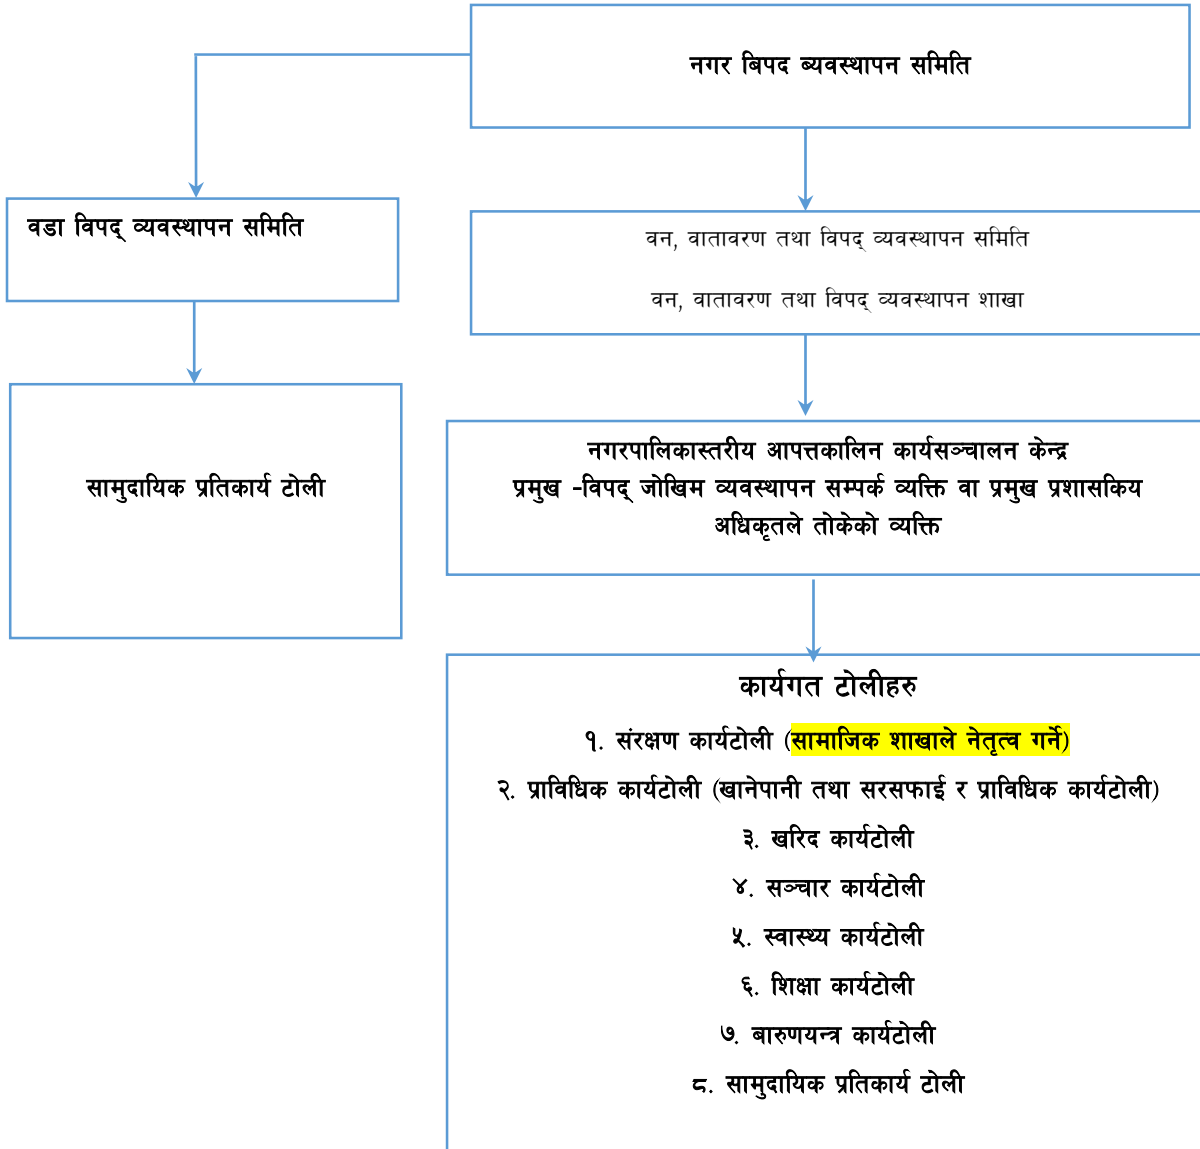 नगर बिपद ब्यवस्थापन समिति
वडा विपद् व्यवस्थापन समिति
वन, वातावरण तथा विपद् व्यवस्थापन समिति
वन, वातावरण तथा विपद् व्यवस्थापन शाखा
सामुदायिक प्रतिकार्य टोली
नगरपालिकास्तरीय आपत्तकालिन कार्यसञ्चालन केन्द्र
प्रमुख -विपद् जोखिम व्यवस्थापन सम्पर्क व्यक्ति वा प्रमुख प्रशासकिय
अधिकृतले तोकेको व्यक्ति
कार्यगत टोलीहरु
१. संरक्षण कार्यटोली (सामाजिक शाखाले नेतृत्व गर्ने)
२. प्राविधिक कार्यटोली (खानेपानी तथा सरसफाई र प्राविधिक कार्यटोली)
३. खरिद कार्यटोली
४. सञ्चार कार्यटोली
५. स्वास्थ्य कार्यटोली
६. शिक्षा कार्यटोली
७. बारुणयन्त्र कार्यटोली
८. सामुदायिक प्रतिकार्य टोली